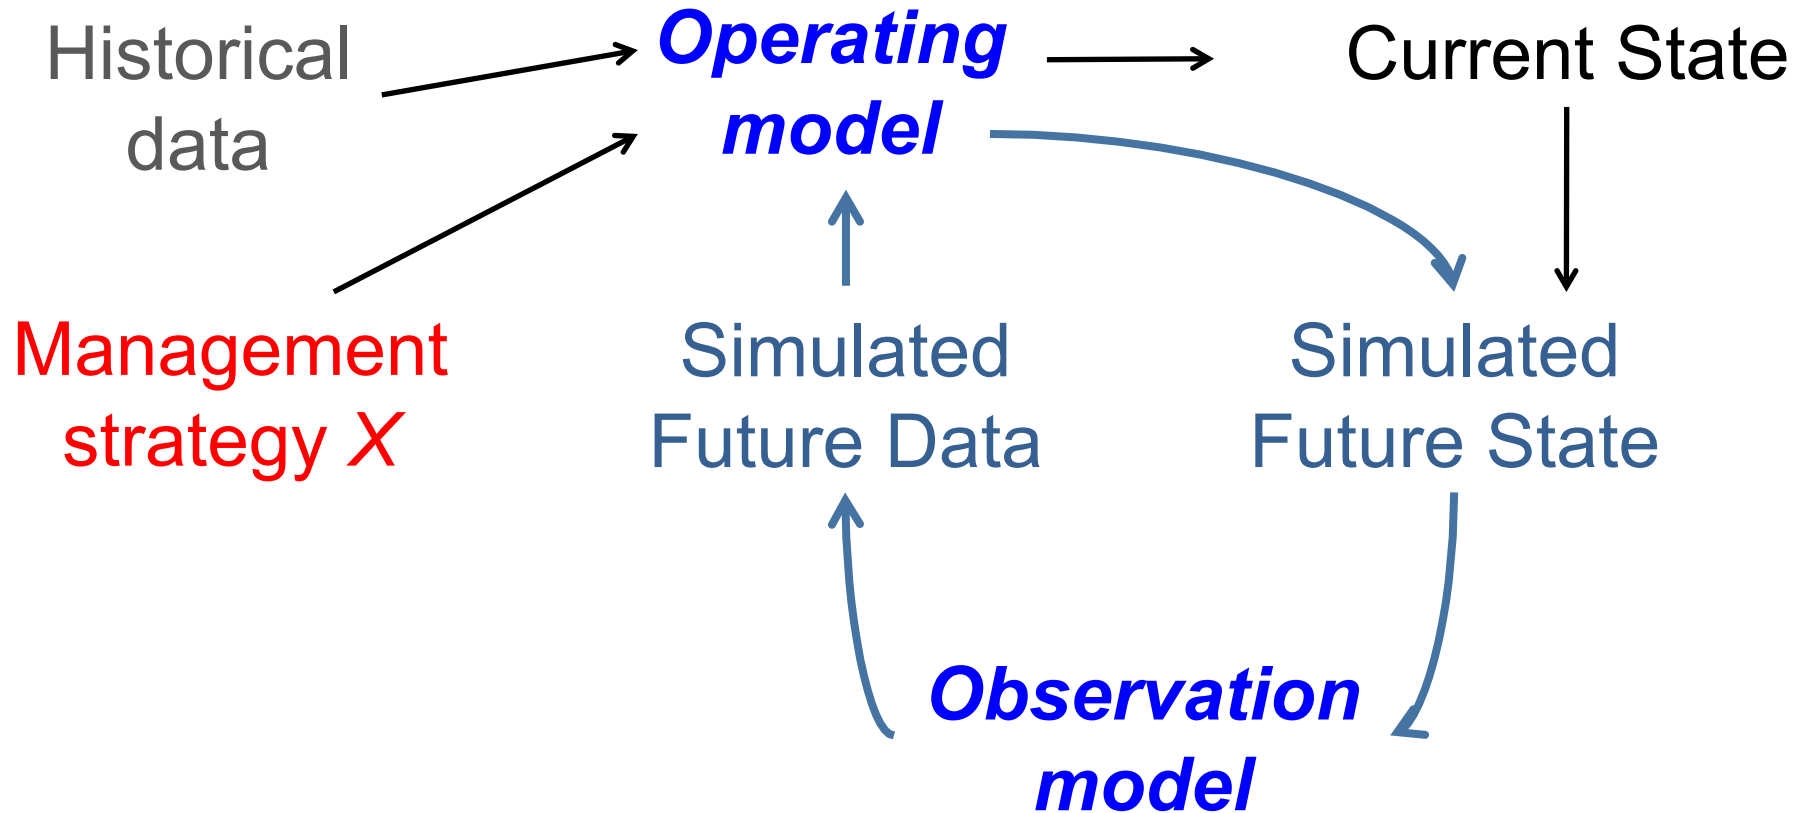 Historical
data
Operating
model
Current State
Management
strategy X
Simulated
Future Data
Simulated
Future State
Observation
model